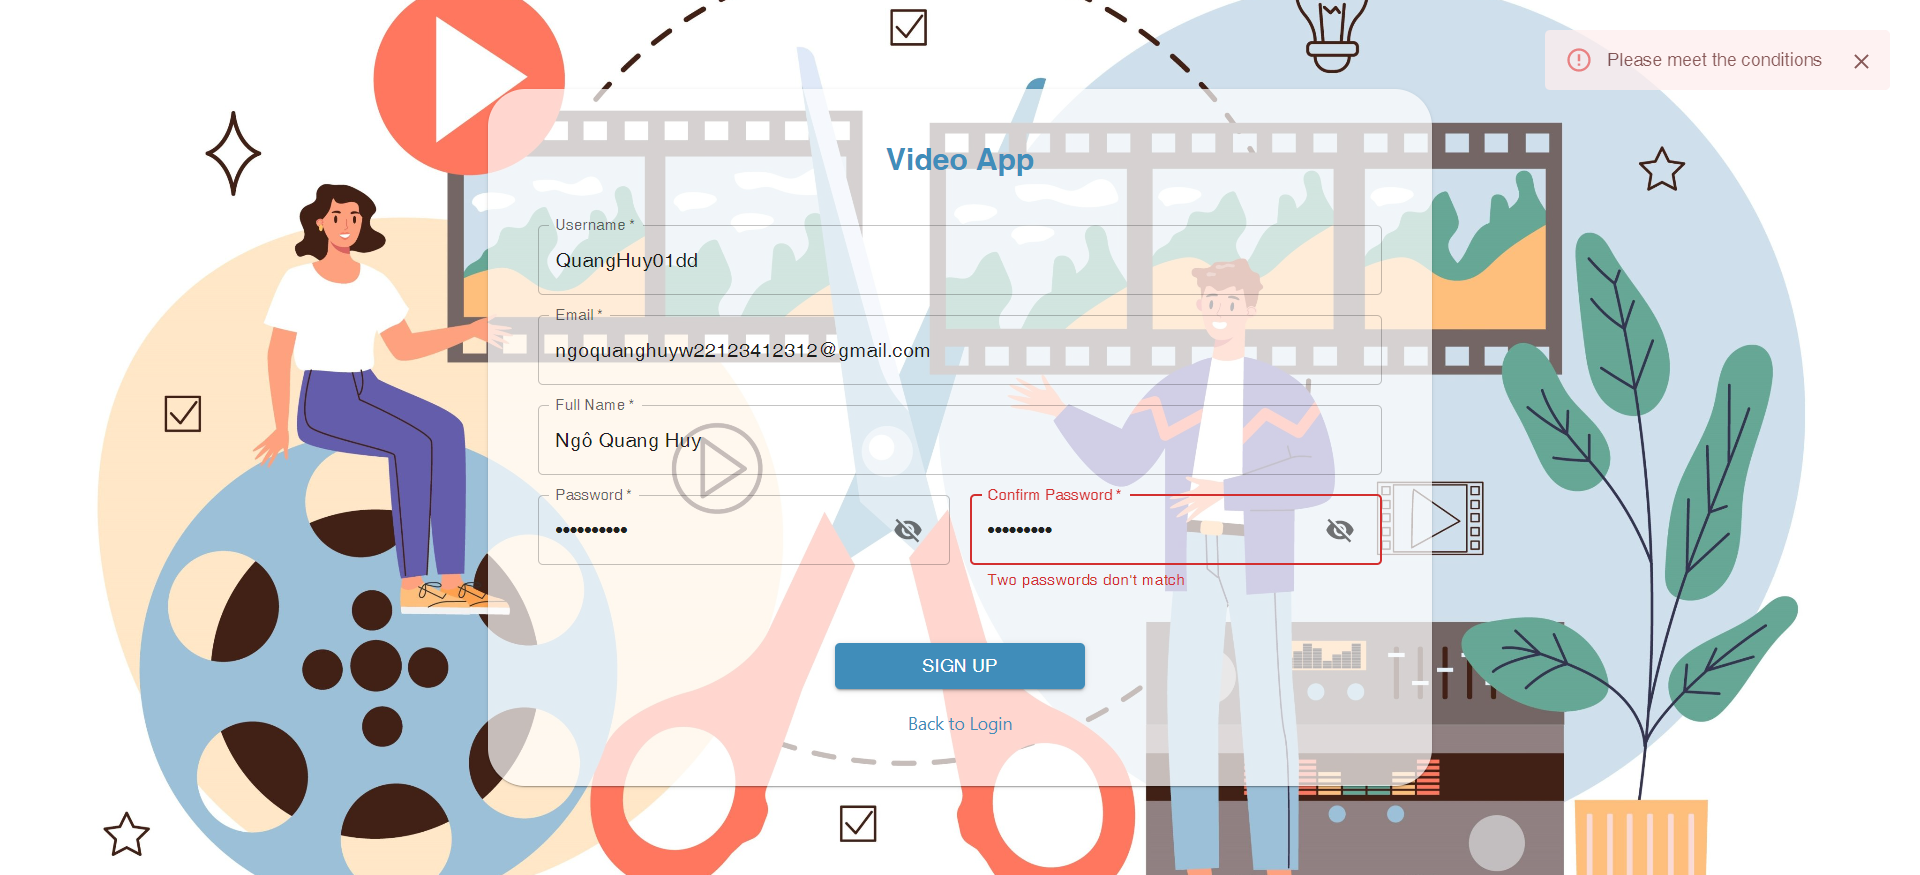 Please meet the conditions
Video App
Username *
QuangHuy01dd
Email *
ngoquanghuyw22123412312@gmail.com
Full Name *
Ngô Quang Huy
Password *
••••••••••
Confirm Password *
•••••••••
Two passwords don't match
SIGN UP
Back to Login